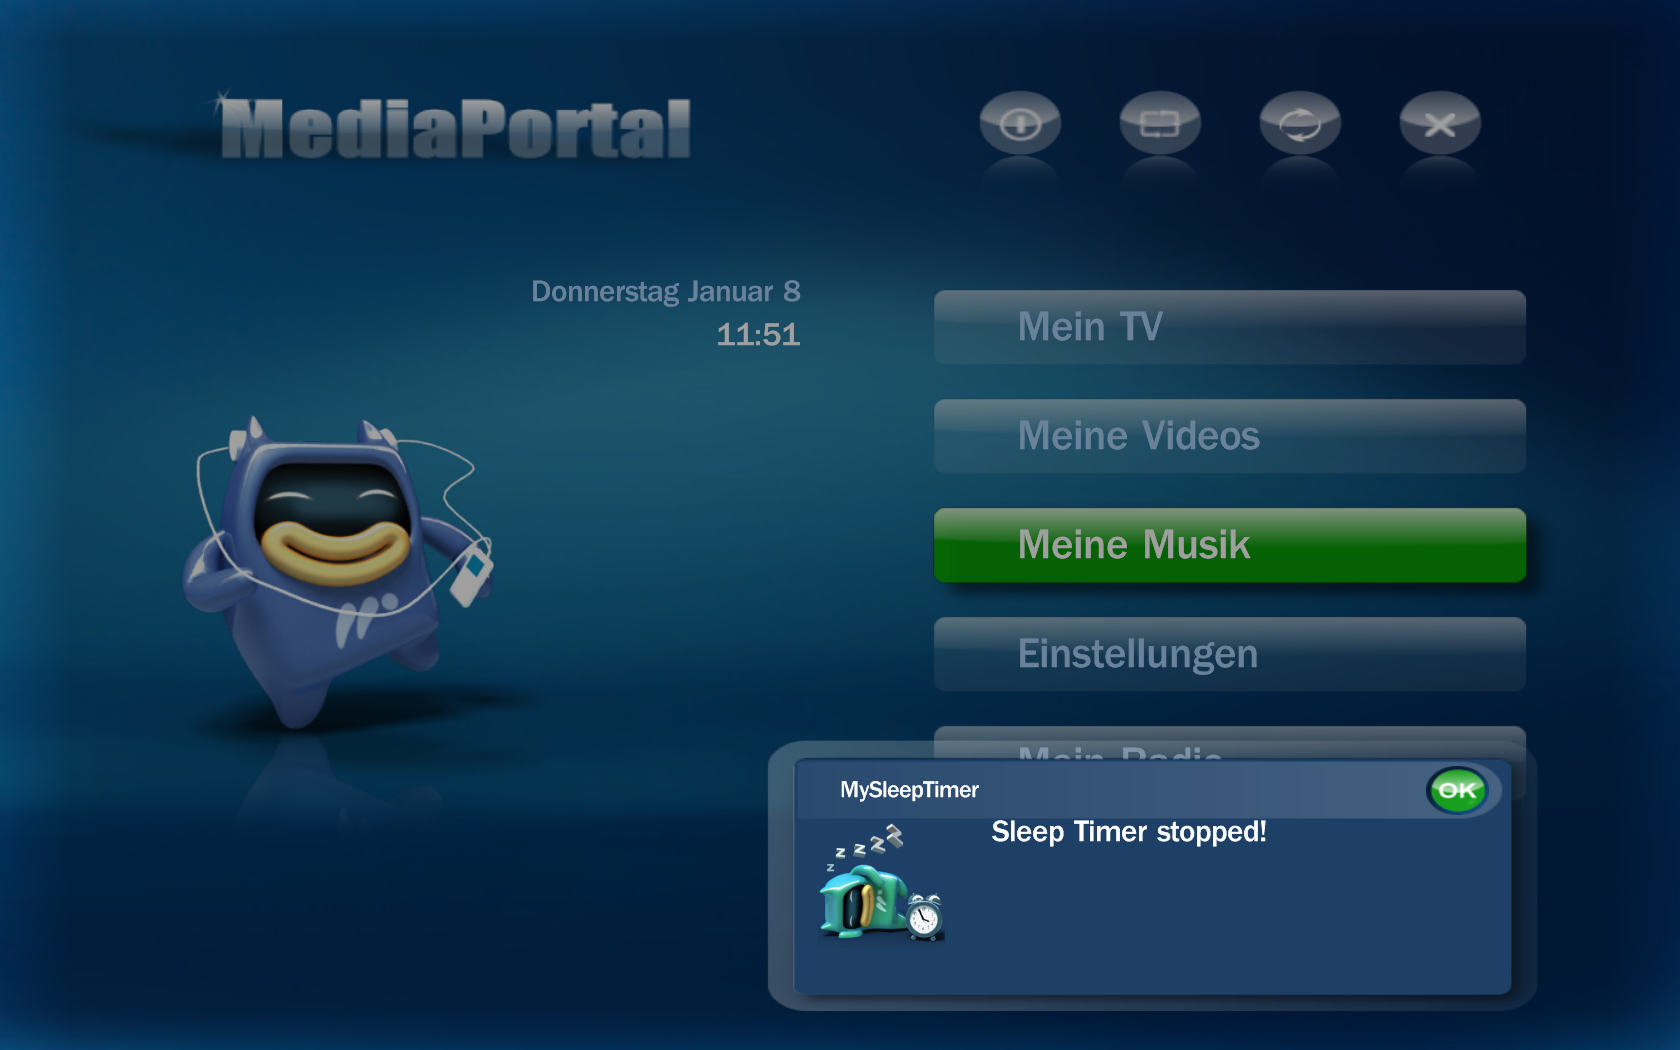 MediaPortal
Donnerstag Januar 8
11:51
Mein TV
Meine Videos
Meine Musik
Einstellungen
Mein Radio
MySleepTimer
OK
Sleep Timer stopped!
z z z z z